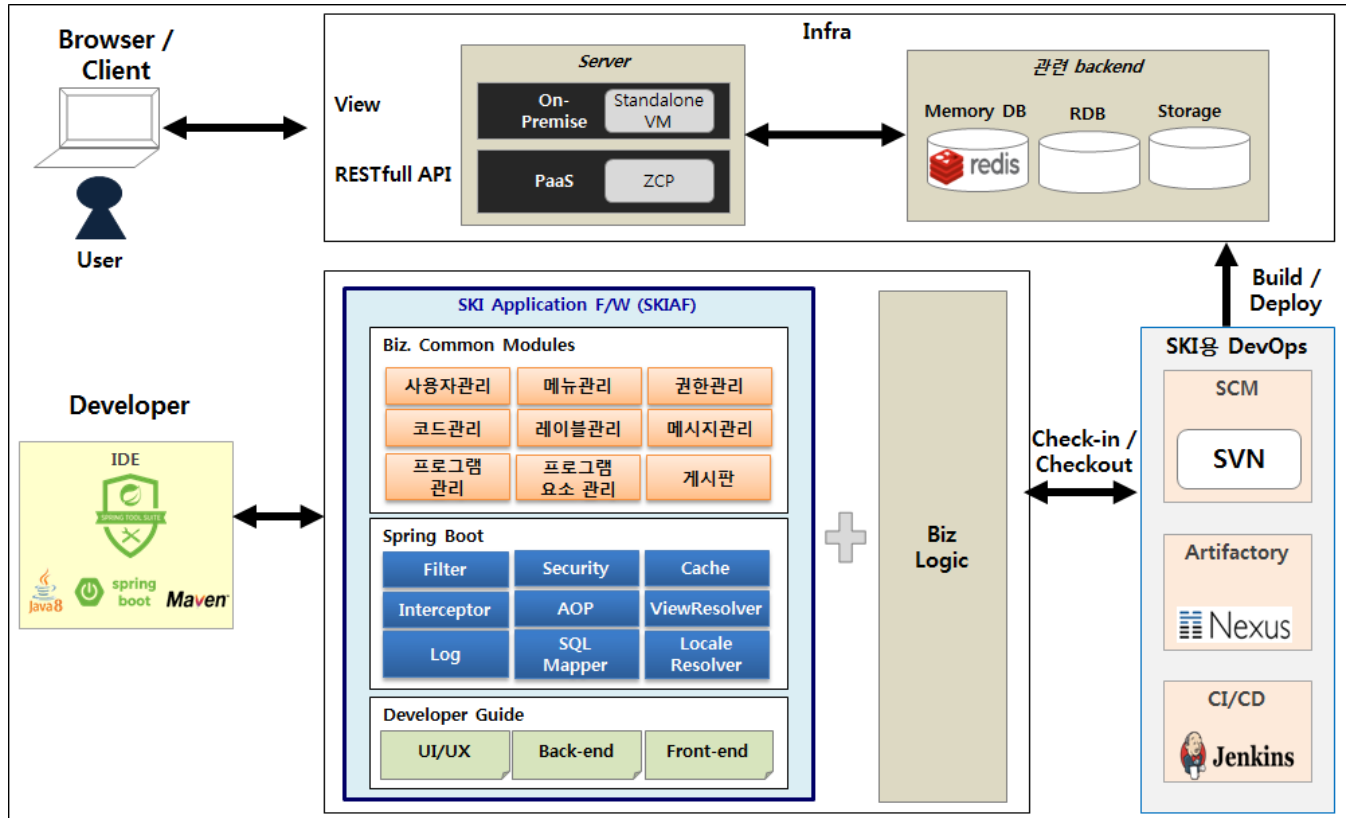 Browser /
Client
User
Infra
View
RESTfull API
Server
On-
Premise
Standalone
VM
PaaS
ZCP
관련 backend
Memory DB
RDB
Storage
redis
Build /
Deploy
Developer
IDE
SPRING TOOL SUITE
Java8
spring
boot
Maven
SKI Application F/W (SKIAF)
Biz. Common Modules
사용자관리
메뉴관리
권한관리
코드관리
레이블관리
메시지관리
프로그램
관리
프로그램
요소 관리
게시판
Spring Boot
Filter
Security
Cache
Interceptor
AOP
ViewResolver
Log
SQL
Mapper
Locale
Resolver
Developer Guide
UI/UX
Back-end
Front-end
Biz
Logic
Check-in /
Checkout
SKI용 DevOps
SCM
SVN
Artifactory
Nexus
CI/CD
Jenkins